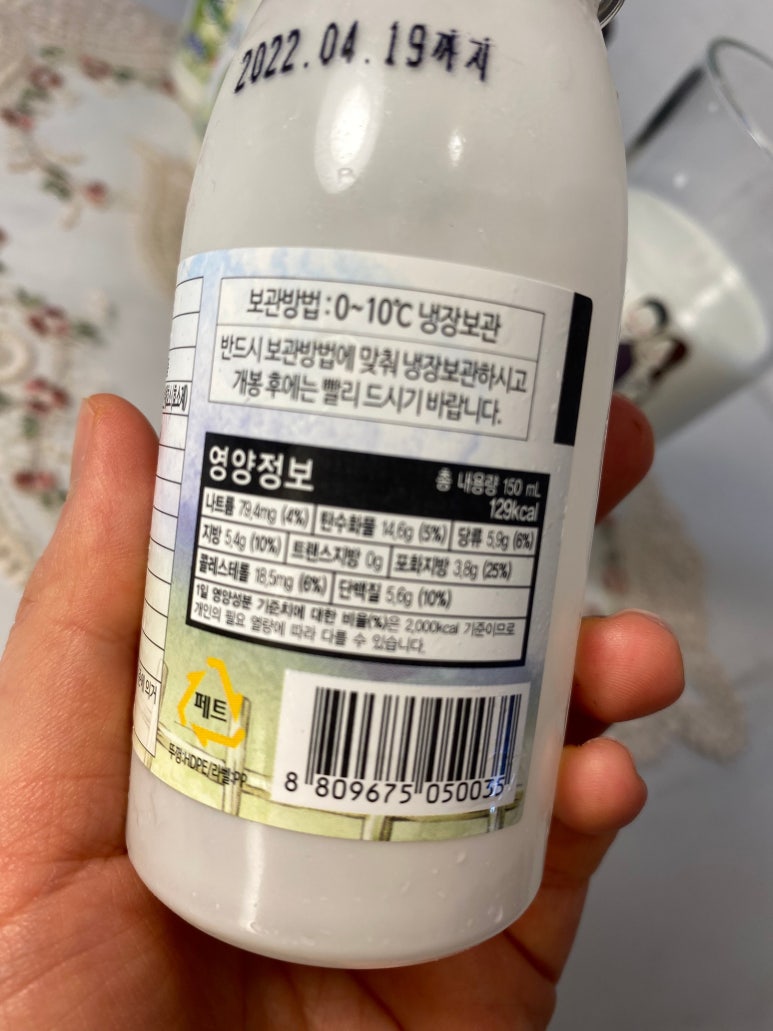 2022.04.19까지
보관방법 : 0~10℃ 냉장보관
반드시 보관방법에 맞춰 냉장보관하시고
개봉 후에는 빨리 드시기 바랍니다.
영양정보
총 내용량 150 mL
129kcal
나트륨 79.4mg (4%) 탄수화물 14.6g (5%) 당류 5.9g (6%)
지방 5.4g (10%) 트랜스지방 0g 포화지방 3.8g (25%)
콜레스테롤 18.5mg (6%) 단백질 5.6g (10%)
1일 영양성분 기준치에 대한 비율(%)은 2,000kcal 기준이므로
개인의 필요 열량에 따라 다를 수 있습니다.
페트
뚜껑:HDPE/라벨:PP
8 809675 050035